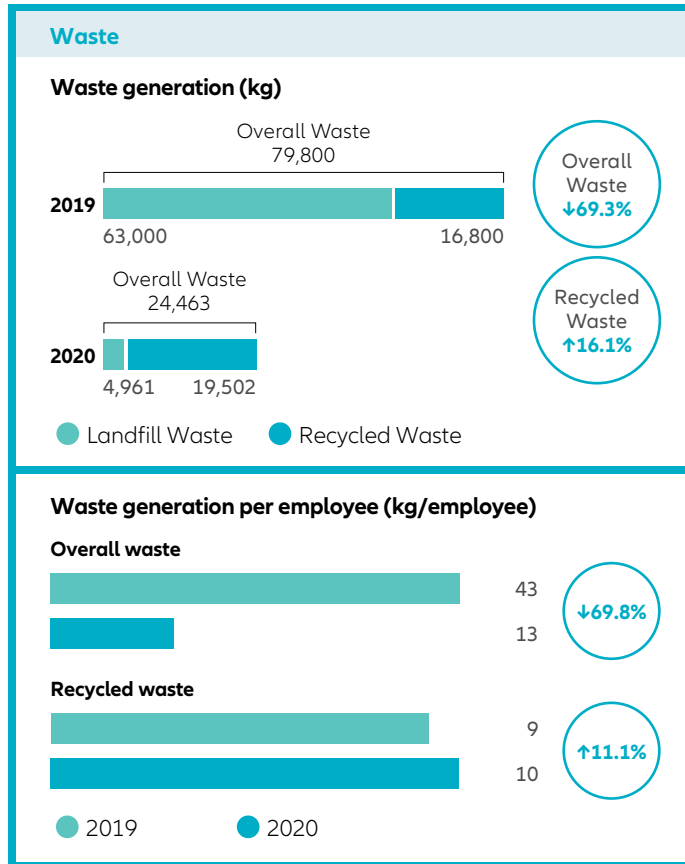 Waste
Waste generation (kg)
Overall Waste
79,800
2019
63,000 16,800
Overall Waste
↓69.3%
Overall Waste
24,463
2020
4,961 19,502
Recycled Waste
↑16.1%
Landfill Waste Recycled Waste
Waste generation per employee (kg/employee)
Overall waste
43
13
↓69.8%
Recycled waste
9
10
↑11.1%
2019 2020